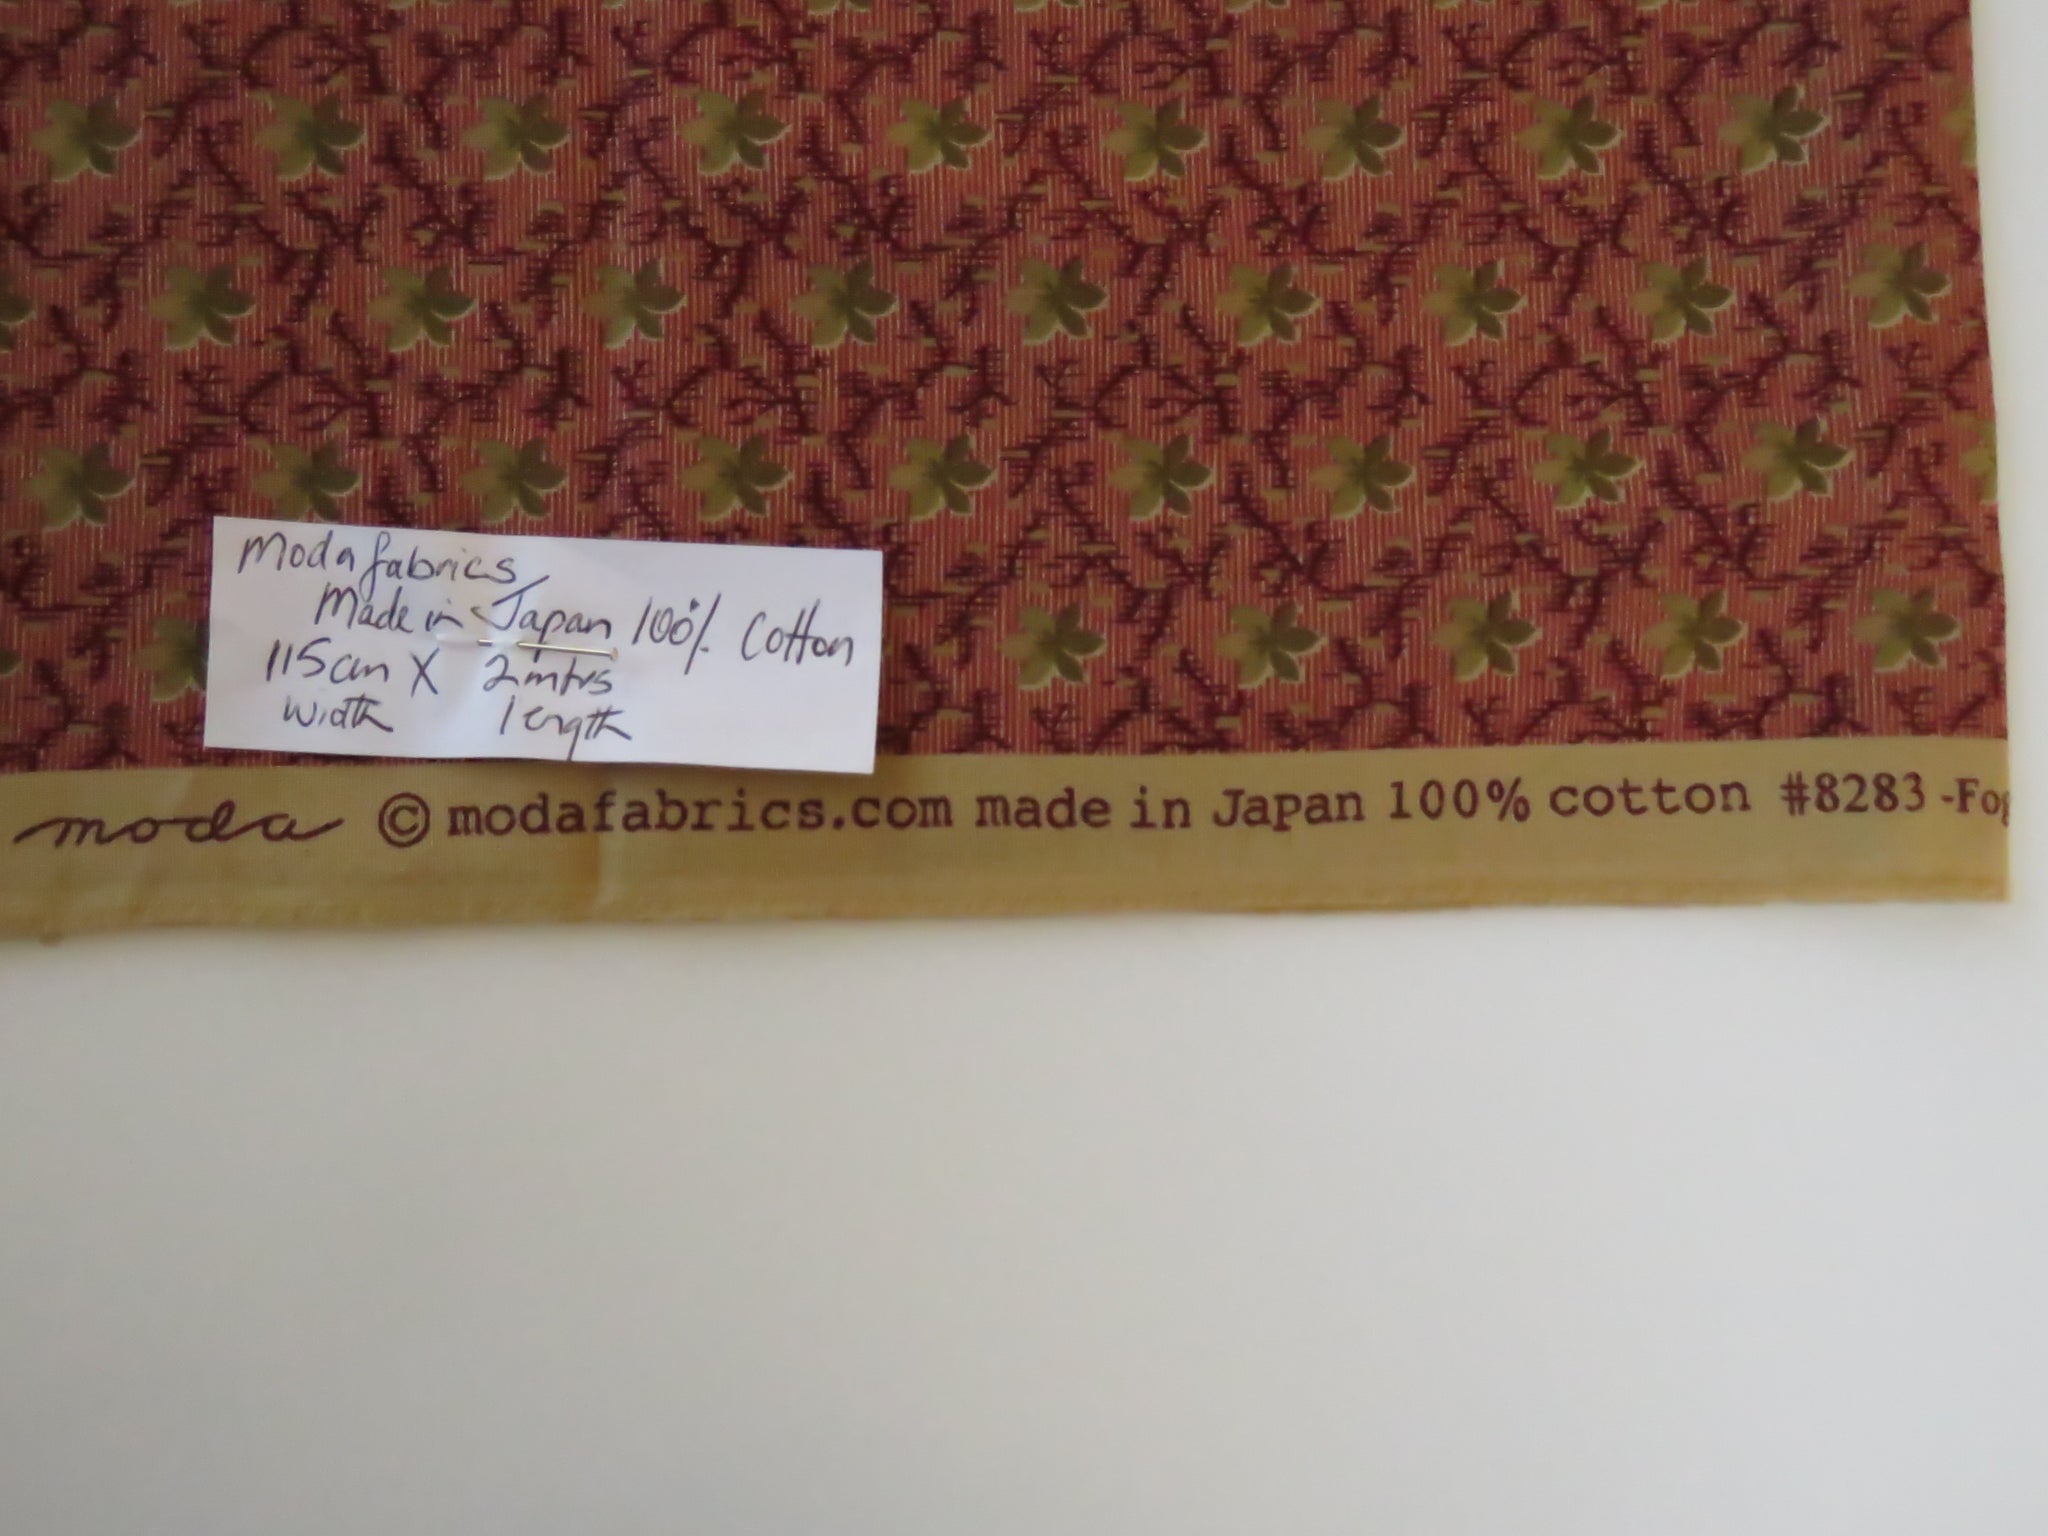 Moda fabrics
Made in Japan 100% Cotton
115cm X 2mtrs
width length
moda © modafabrics.com made in Japan 100% cotton #8283 -Fog